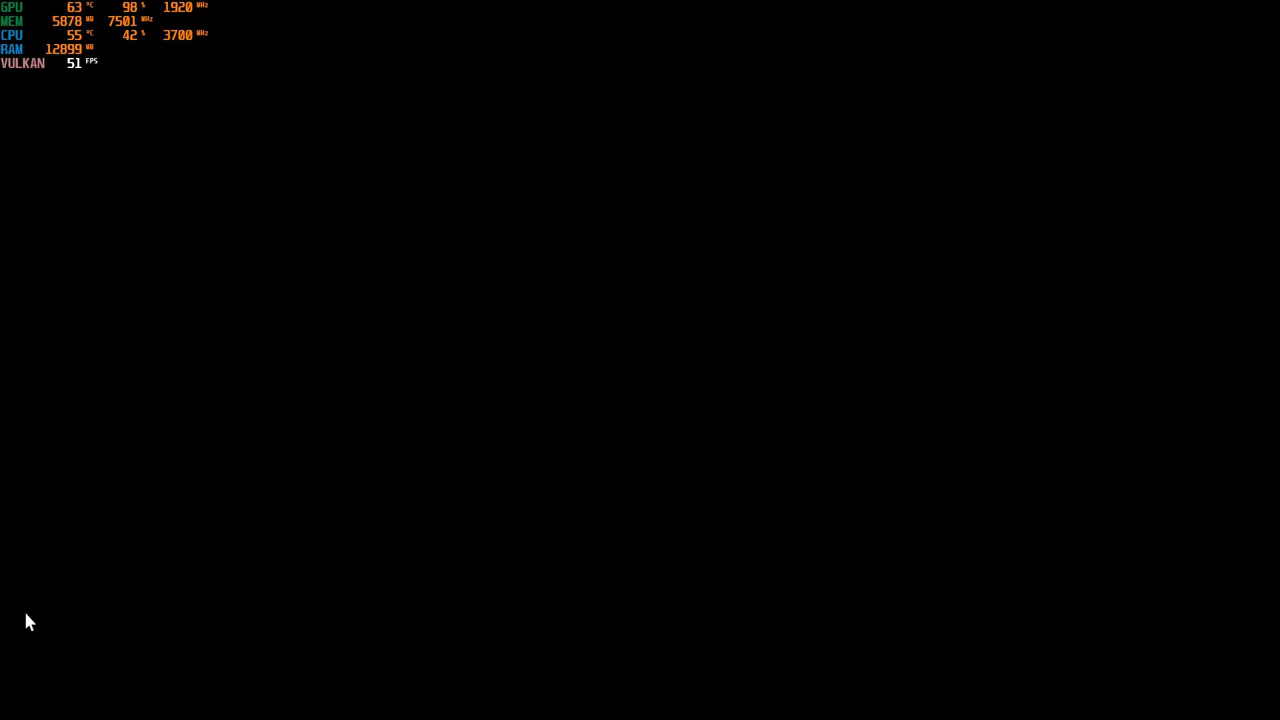 GPU 63 °C 98 % 1920 MHz
MEM 5878 MB 7501 MHz
CPU 55 °C 42 % 3700 MHz
RAM 12899 MB
VULKAN 51 FPS